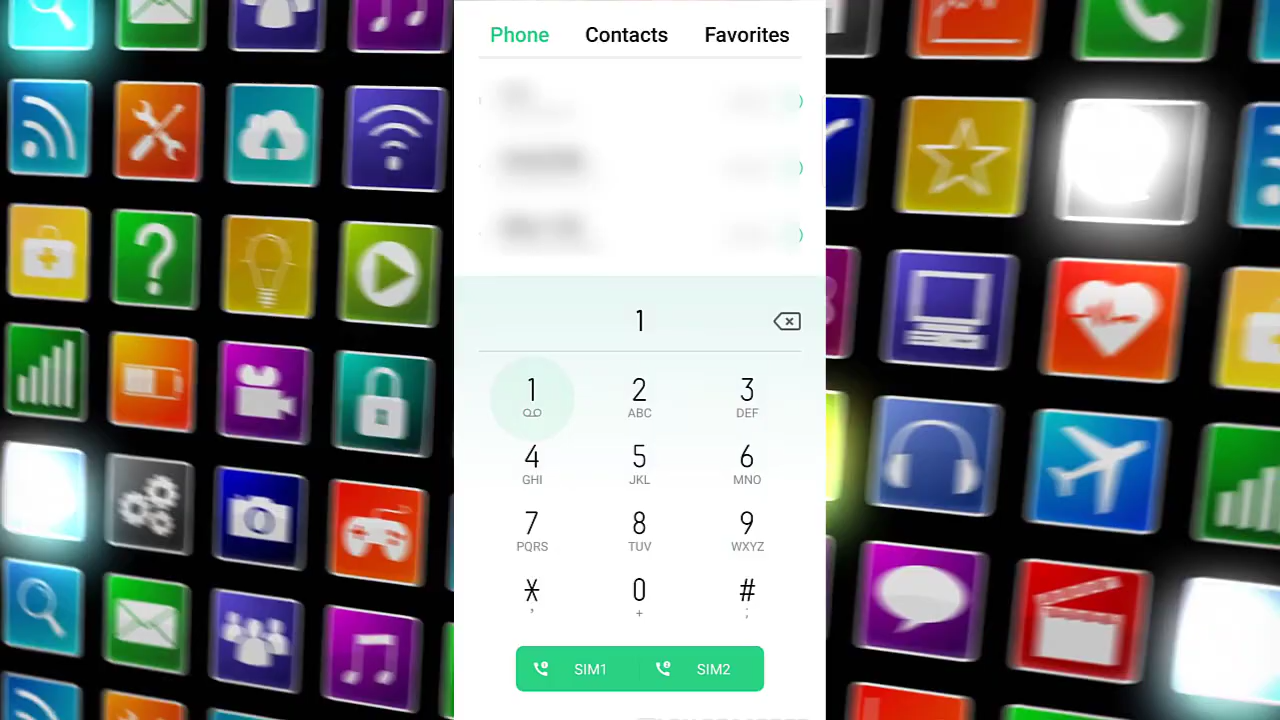 Phone Contacts Favorites
1
1 2 3
ABC DEF
4 5 6
GHI JKL MNO
7 8 9
PQRS TUV WXYZ
* 0 #
, + ;
SIM1 SIM2